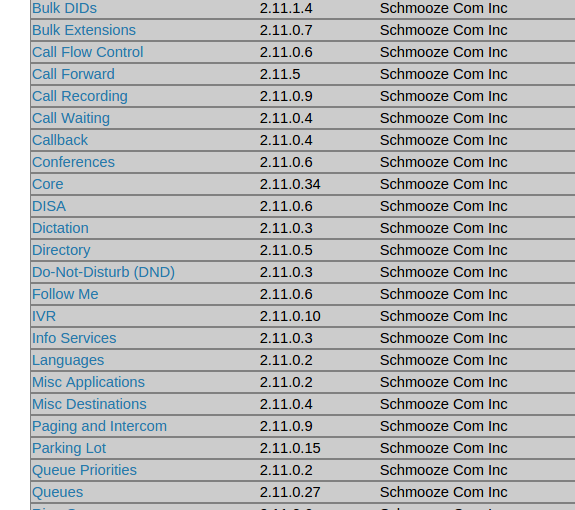 Bulk DIDs 2.11.1.4 Schmooze Com Inc
Bulk Extensions 2.11.0.7 Schmooze Com Inc
Call Flow Control 2.11.0.6 Schmooze Com Inc
Call Forward 2.11.5 Schmooze Com Inc
Call Recording 2.11.0.9 Schmooze Com Inc
Call Waiting 2.11.0.4 Schmooze Com Inc
Callback 2.11.0.4 Schmooze Com Inc
Conferences 2.11.0.6 Schmooze Com Inc
Core 2.11.0.34 Schmooze Com Inc
DISA 2.11.0.6 Schmooze Com Inc
Dictation 2.11.0.3 Schmooze Com Inc
Directory 2.11.0.5 Schmooze Com Inc
Do-Not-Disturb (DND) 2.11.0.3 Schmooze Com Inc
Follow Me 2.11.0.6 Schmooze Com Inc
IVR 2.11.0.10 Schmooze Com Inc
Info Services 2.11.0.3 Schmooze Com Inc
Languages 2.11.0.2 Schmooze Com Inc
Misc Applications 2.11.0.2 Schmooze Com Inc
Misc Destinations 2.11.0.4 Schmooze Com Inc
Paging and Intercom 2.11.0.9 Schmooze Com Inc
Parking Lot 2.11.0.15 Schmooze Com Inc
Queue Priorities 2.11.0.2 Schmooze Com Inc
Queues 2.11.0.27 Schmooze Com Inc